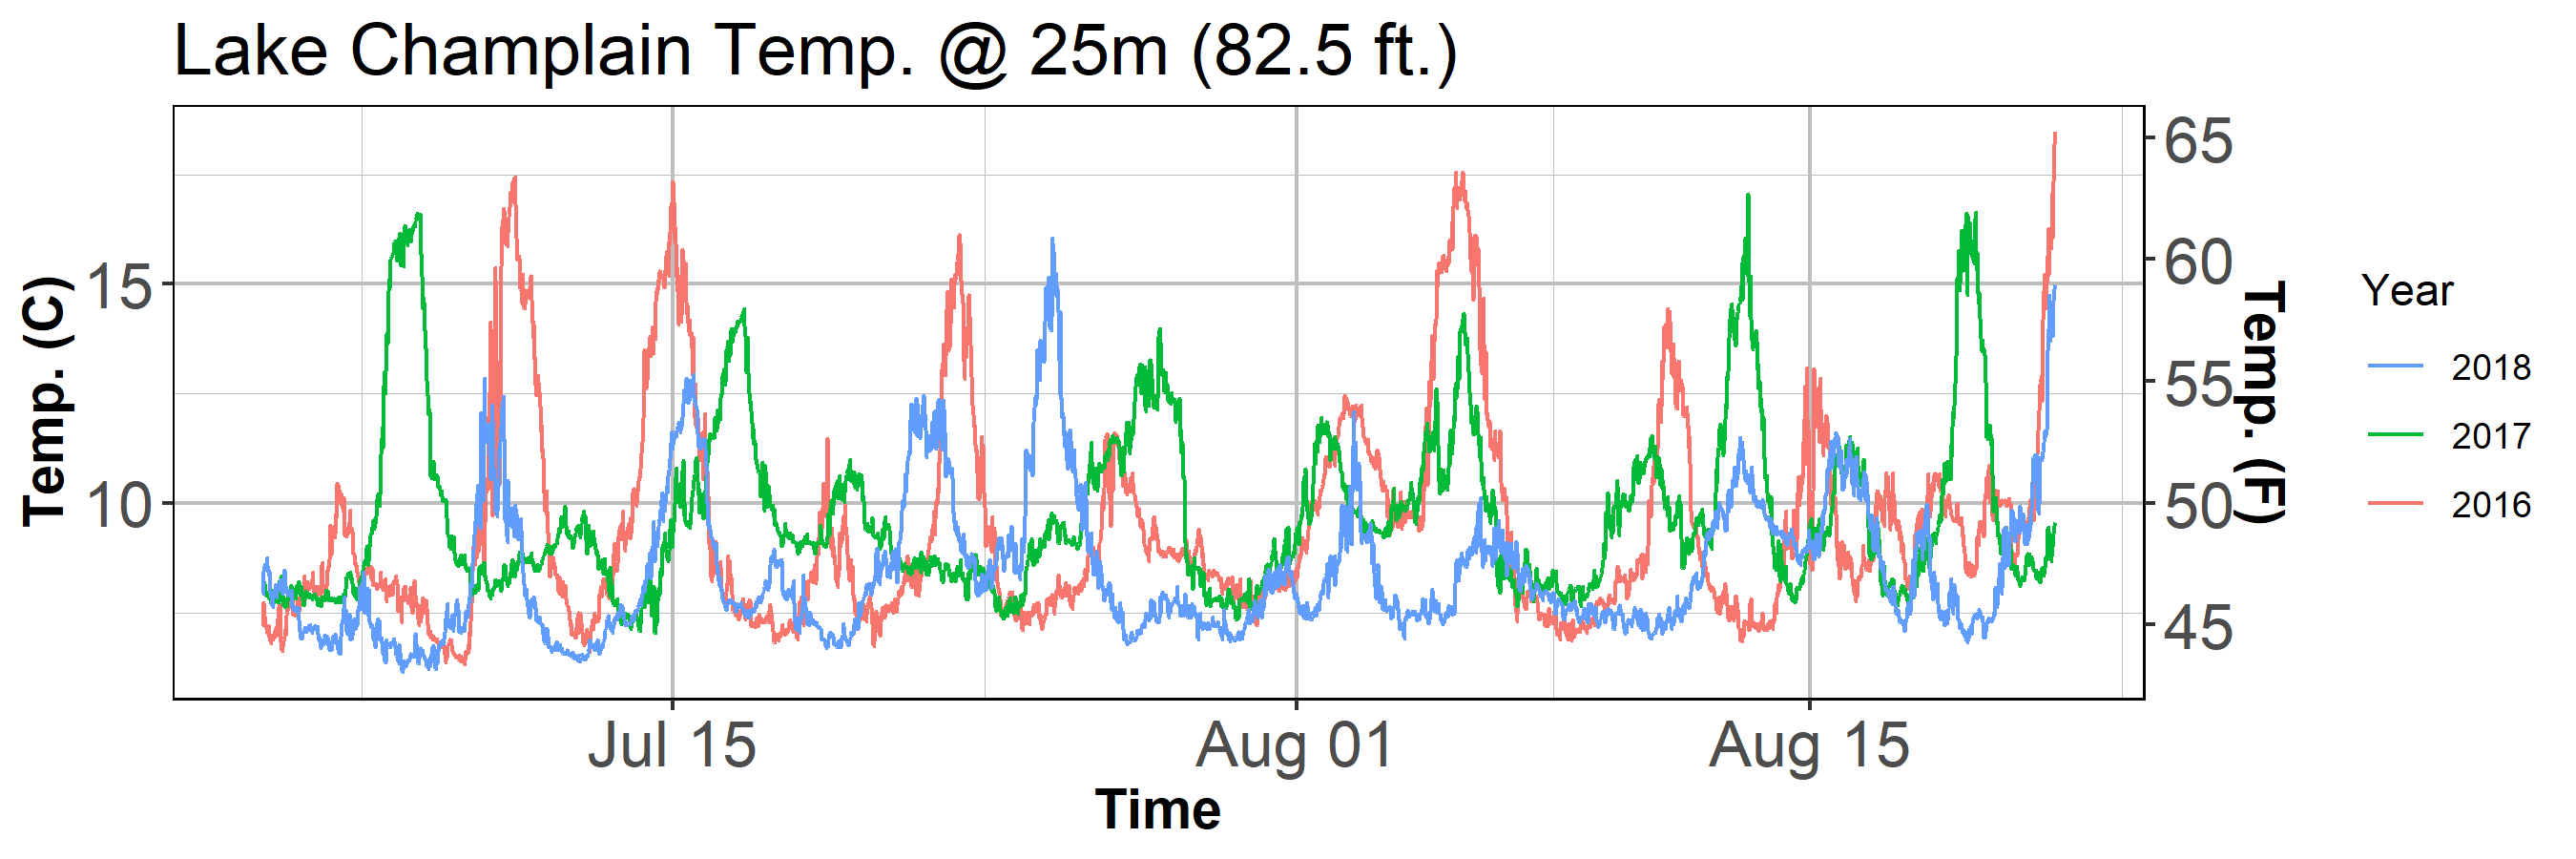 Lake Champlain Temp. @ 25m (82.5 ft.)
Temp. (C)
15
10
65
60
55
50
45
Temp. (F)
Jul 15
Aug 01
Aug 15
Time
Year
2018
2017
2016